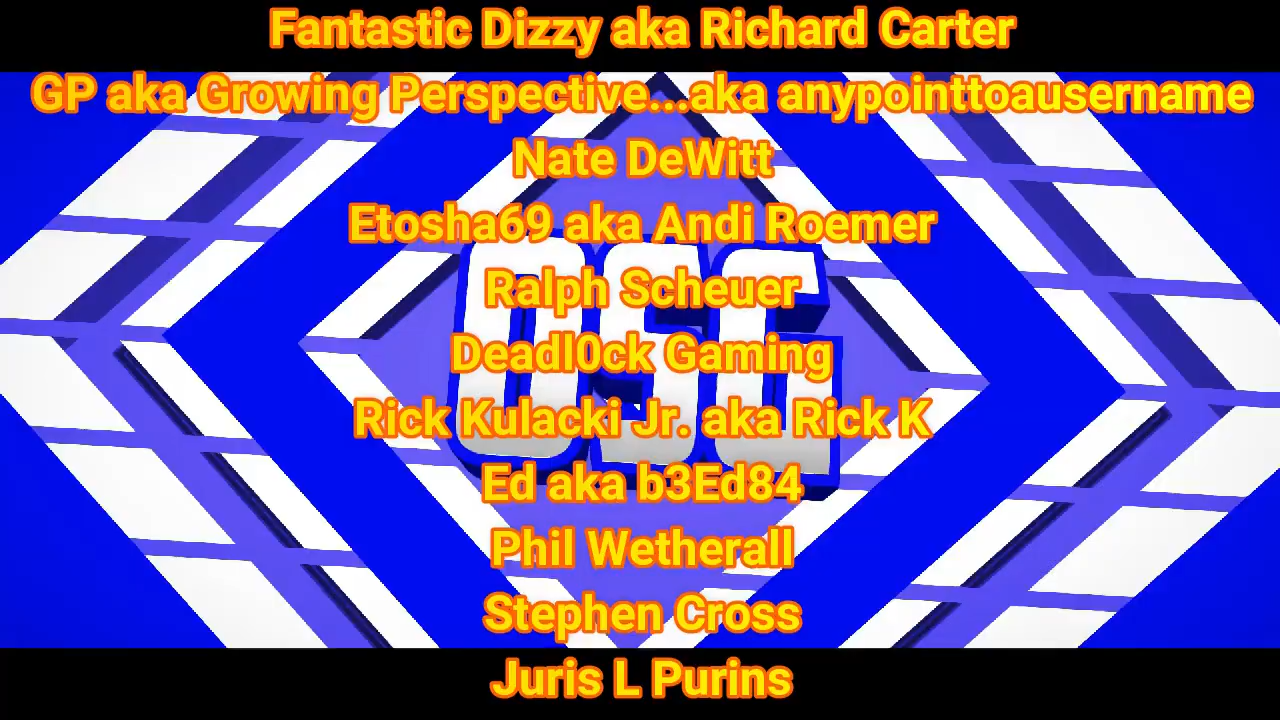 Fantastic Dizzy aka Richard Carter
GP aka Growing Perspective...aka anypointtoausername
Nate DeWitt
Etosha69 aka Andi Roemer
Ralph Scheuer
Deadl0ck Gaming
Rick Kulacki Jr. aka Rick K
Ed aka b3Ed84
Phil Wetherall
Stephen Cross
Juris L Purins